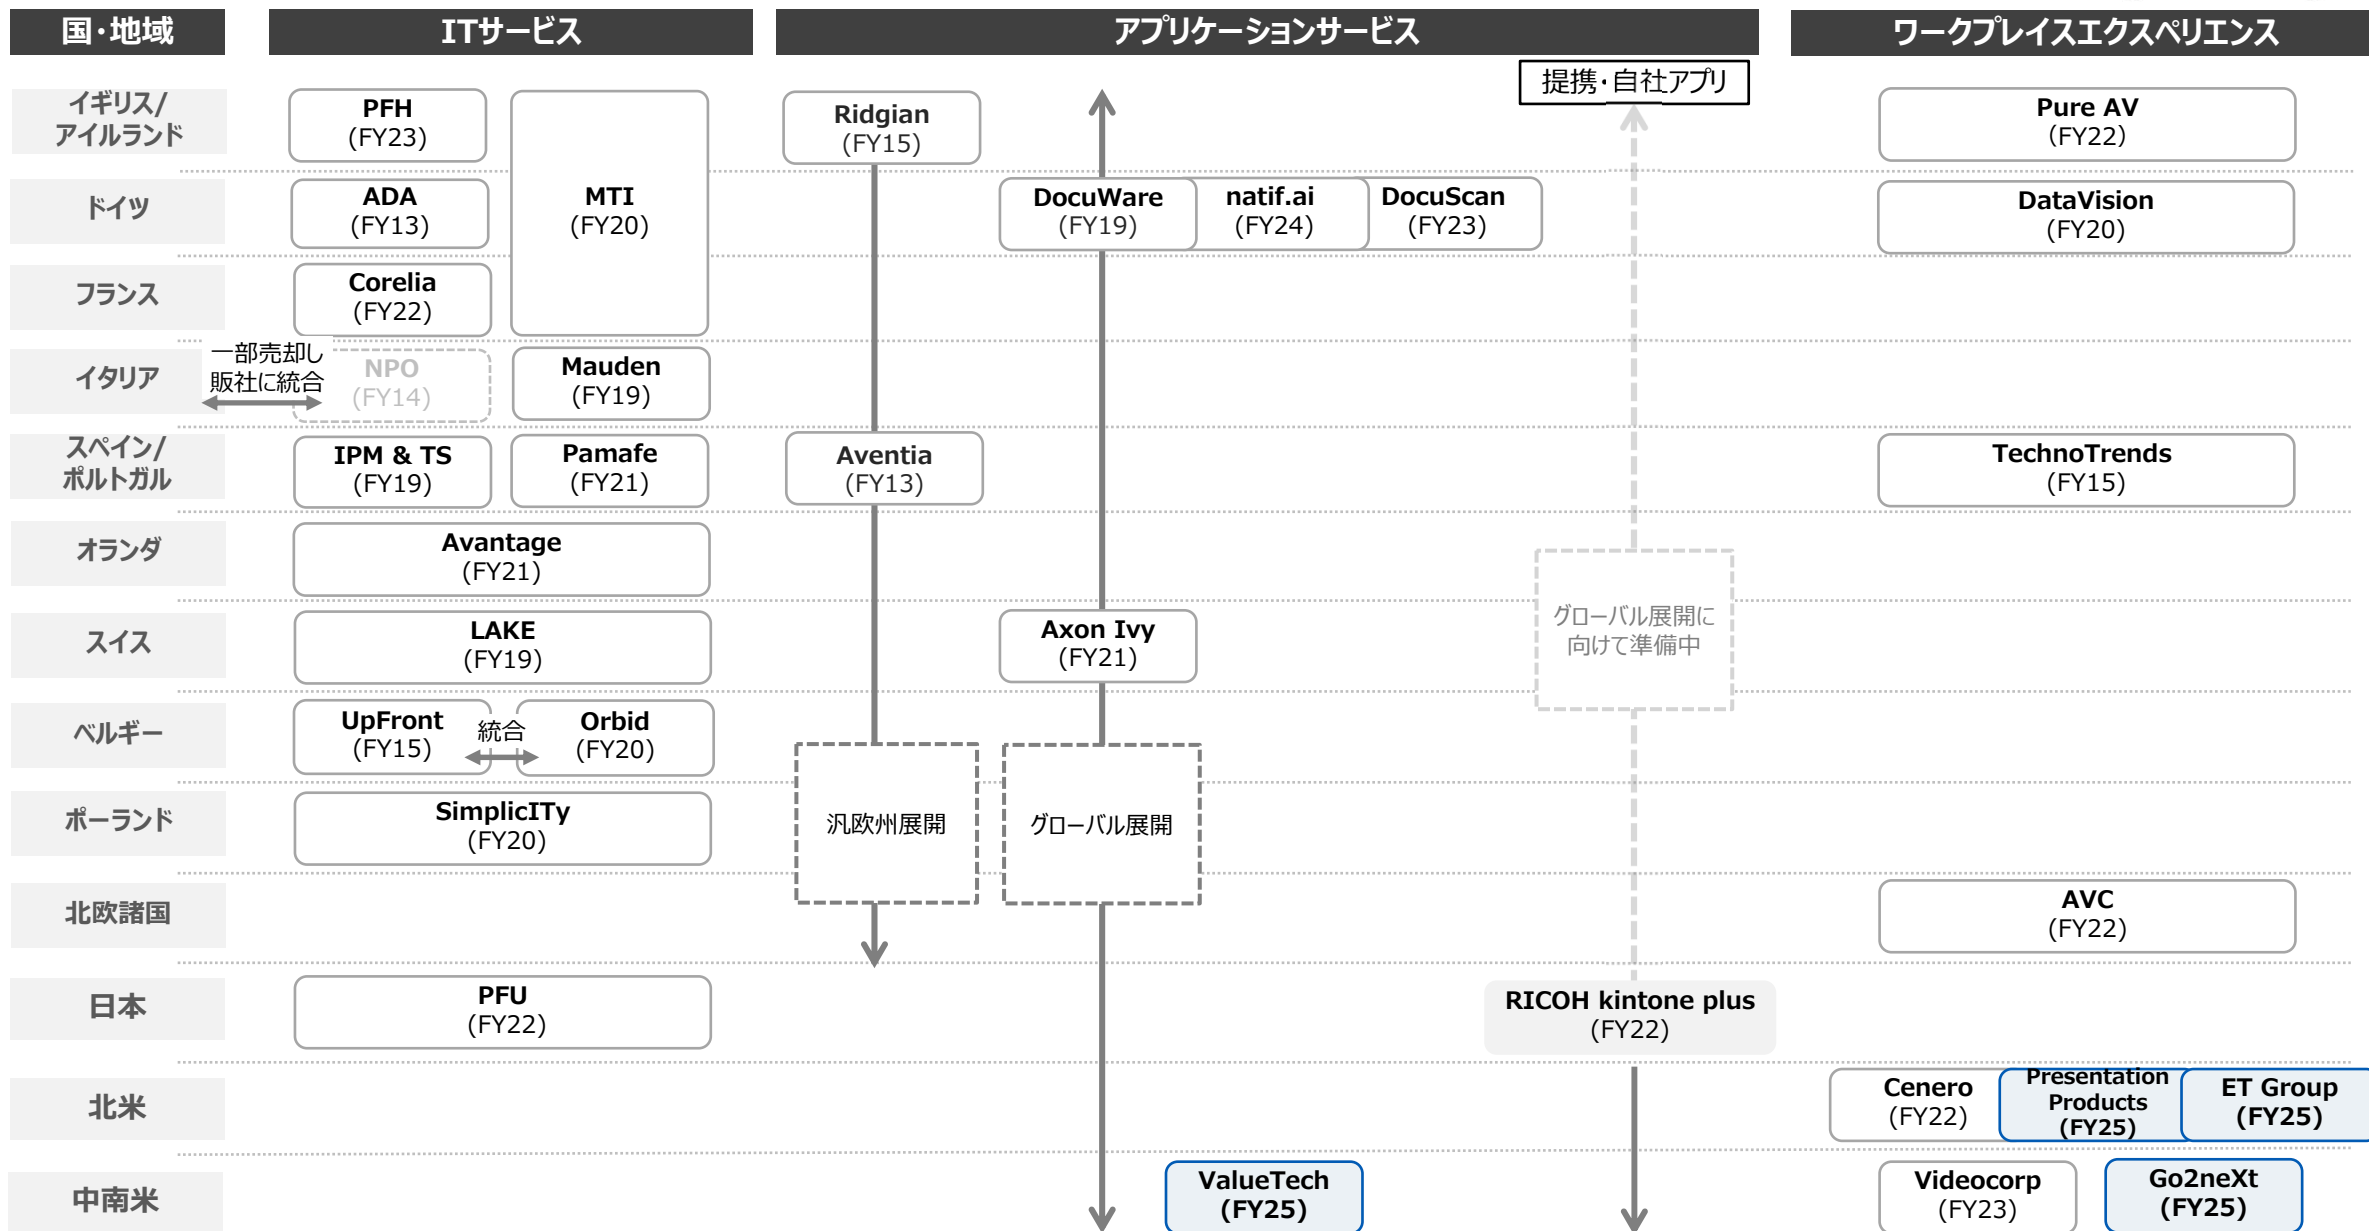 国・地域
ITサービス
アプリケーションサービス
ワークプレイスエクスペリエンス
提携・自社アプリ
イギリス/
アイルランド
PFH
(FY23)
MTI
(FY20)
Ridgian
(FY15)
Pure AV
(FY22)
ドイツ
ADA
(FY13)
DocuWare
(FY19)
natif.ai
(FY24)
DocuScan
(FY23)
DataVision
(FY20)
フランス
Corelia
(FY22)
イタリア
一部売却し
販社に統合
NPO
(FY14)
Mauden
(FY19)
スペイン/
ポルトガル
IPM & TS
(FY19)
Pamafe
(FY21)
Aventia
(FY13)
TechnoTrends
(FY15)
オランダ
Avantage
(FY21)
グローバル展開に
向けて準備中
スイス
LAKE
(FY19)
Axon Ivy
(FY21)
ベルギー
UpFront
(FY15)
統合
Orbid
(FY20)
ポーランド
SimplicITy
(FY20)
汎欧州展開
グローバル展開
北欧諸国
AVC
(FY22)
日本
PFU
(FY22)
RICOH kintone plus
(FY22)
北米
Cenero
(FY22)
Presentation
Products
(FY25)
ET Group
(FY25)
中南米
ValueTech
(FY25)
Videocorp
(FY23)
Go2neXt
(FY25)